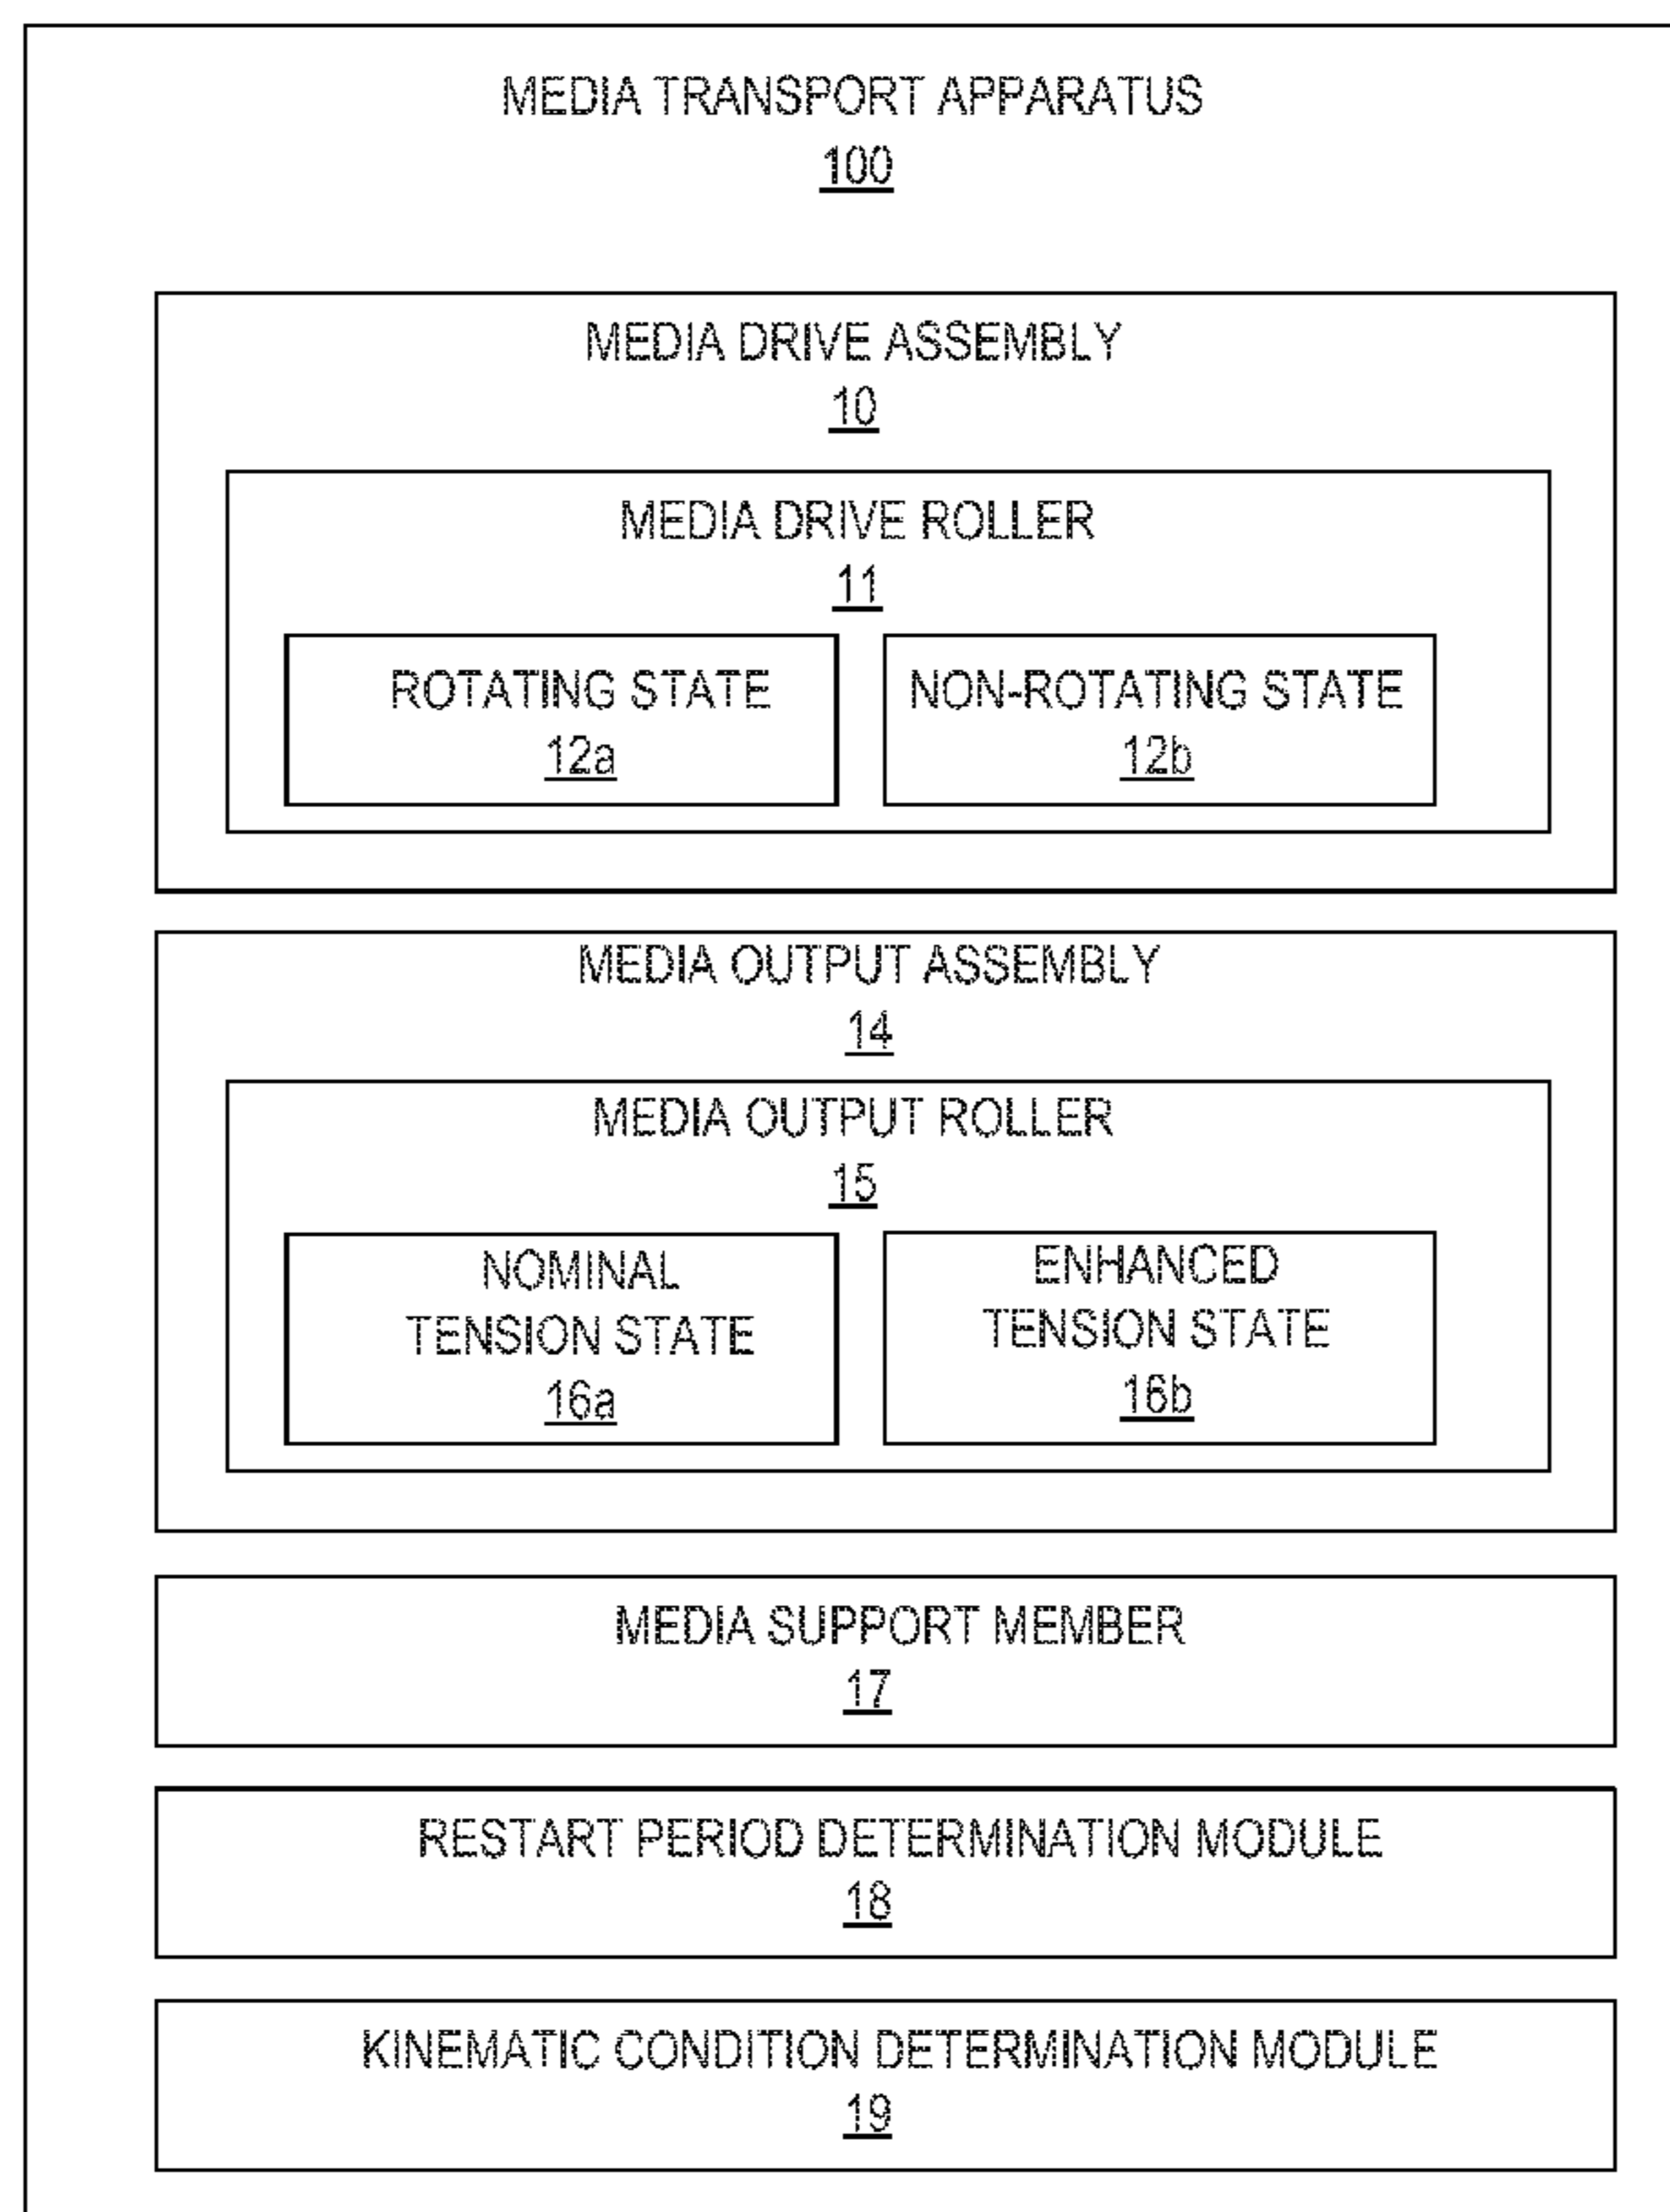 MEDIA TRANSPORT APPARATUS
100
MEDIA DRIVE ASSEMBLY
10
MEDIA DRIVE ROLLER
11
ROTATING STATE
12a
NON-ROTATING STATE
12b
MEDIA OUTPUT ASSEMBLY
14
MEDIA OUTPUT ROLLER
15
NOMINAL
TENSION STATE
16a
ENHANCED
TENSION STATE
16b
MEDIA SUPPORT MEMBER
17
RESTART PERIOD DETERMINATION MODULE
18
KINEMATIC CONDITION DETERMINATION MODULE
19